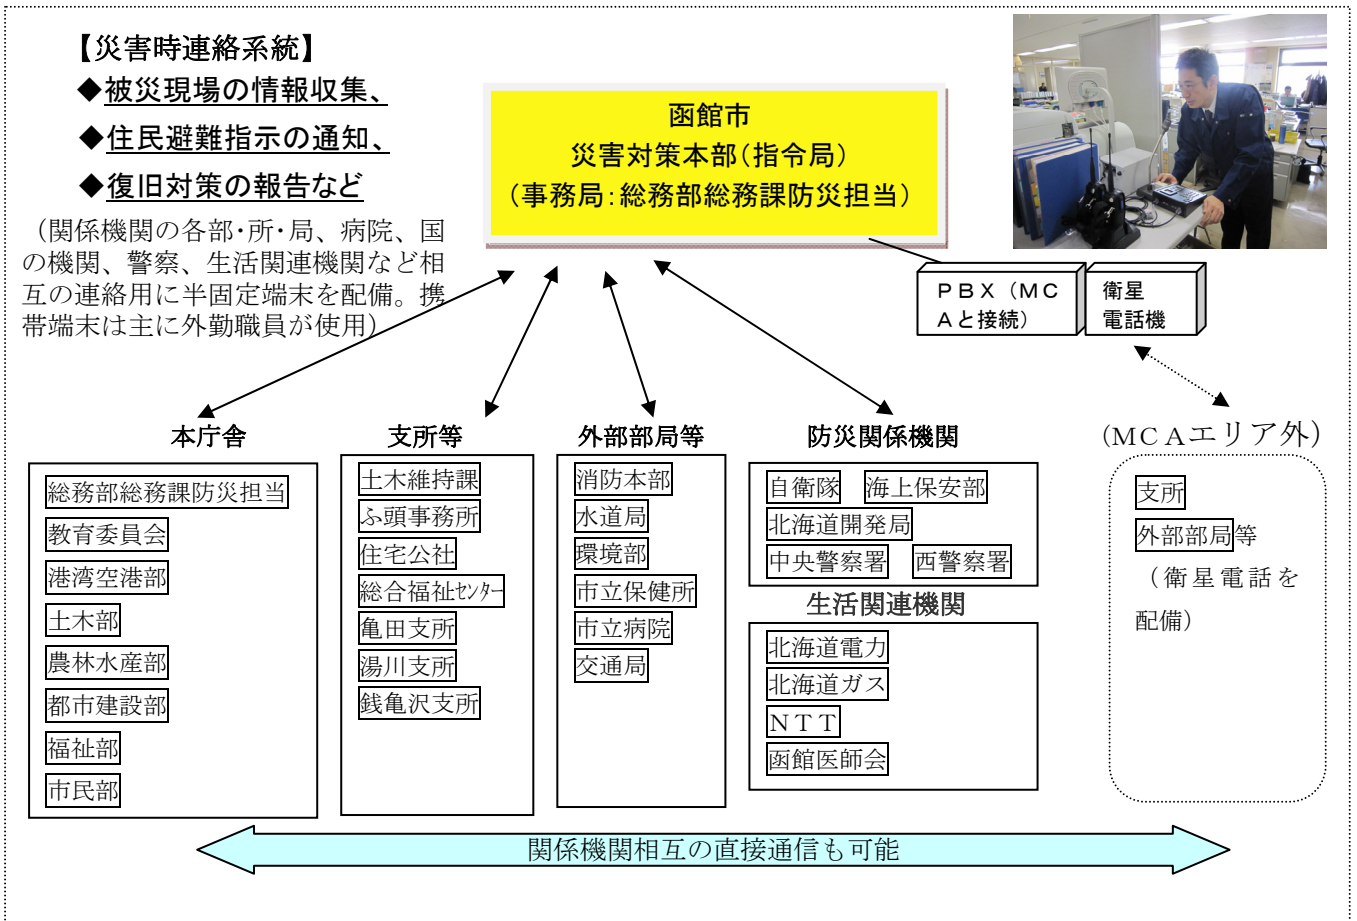 【災害時連絡系統】
◆被災現場の情報収集、
◆住民避難指示の通知、
◆復旧対策の報告など
（関係機関の各部・所・局、病院、国
の機関、警察、生活関連機関など相
互の連絡用に半固定端末を配備。携
帯端末は主に外勤職員が使用）
函館市
災害対策本部（指令局）
（事務局：総務部総務課防災担当）
ＰＢＸ（ＭＣ
Ａと接続）
衛星
電話機
本庁舎
総務部総務課防災担当
教育委員会
港湾空港部
土木部
農林水産部
都市建設部
福祉部
市民部
支所等
土木維持課
ふ頭事務所
住宅公社
総合福祉ｾﾝﾀｰ
亀田支所
湯川支所
銭亀沢支所
外部部局等
消防本部
水道局
環境部
市立保健所
市立病院
交通局
防災関係機関
自衛隊 海上保安部
北海道開発局
中央警察署 西警察署
生活関連機関
北海道電力
北海道ガス
ＮＴＴ
函館医師会
（ＭＣＡエリア外）
支所
外部部局等
（衛星電話を
配備）
関係機関相互の直接通信も可能